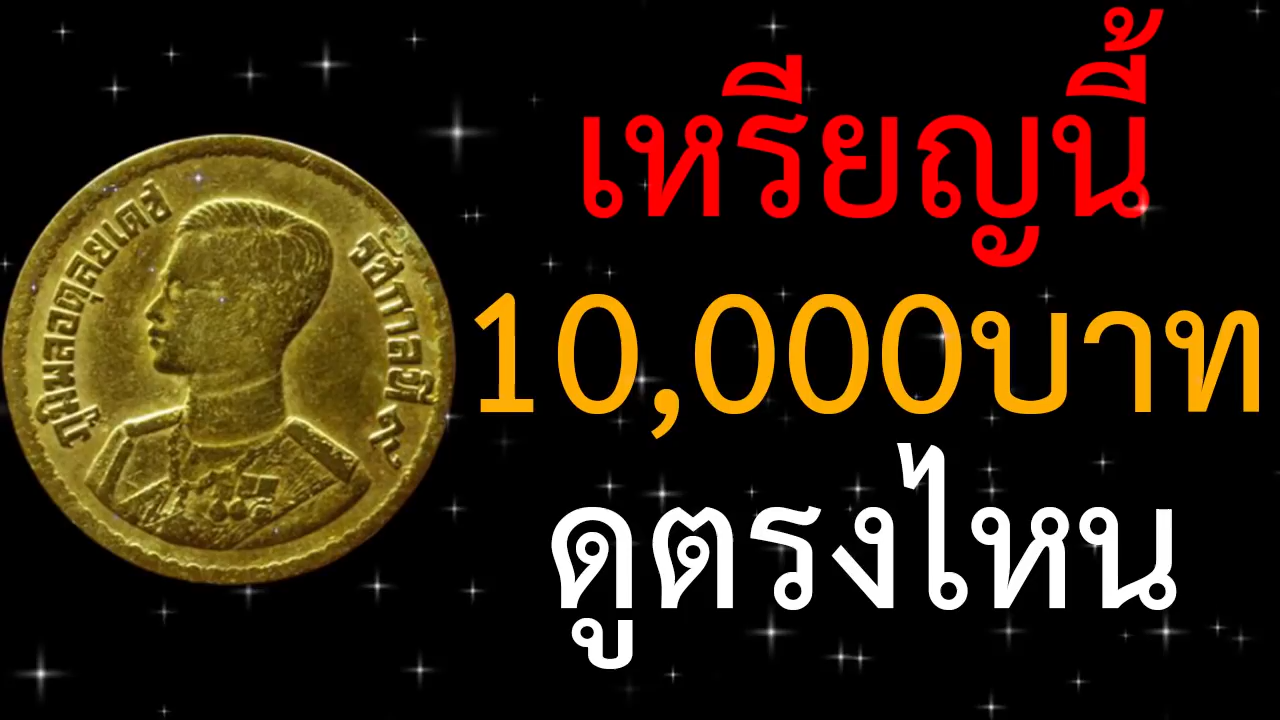 ภูมิพลอดุลยเดช
รัชกาลที่ ๙
เหรียญนี้
10,000บาท
ดูตรงไหน